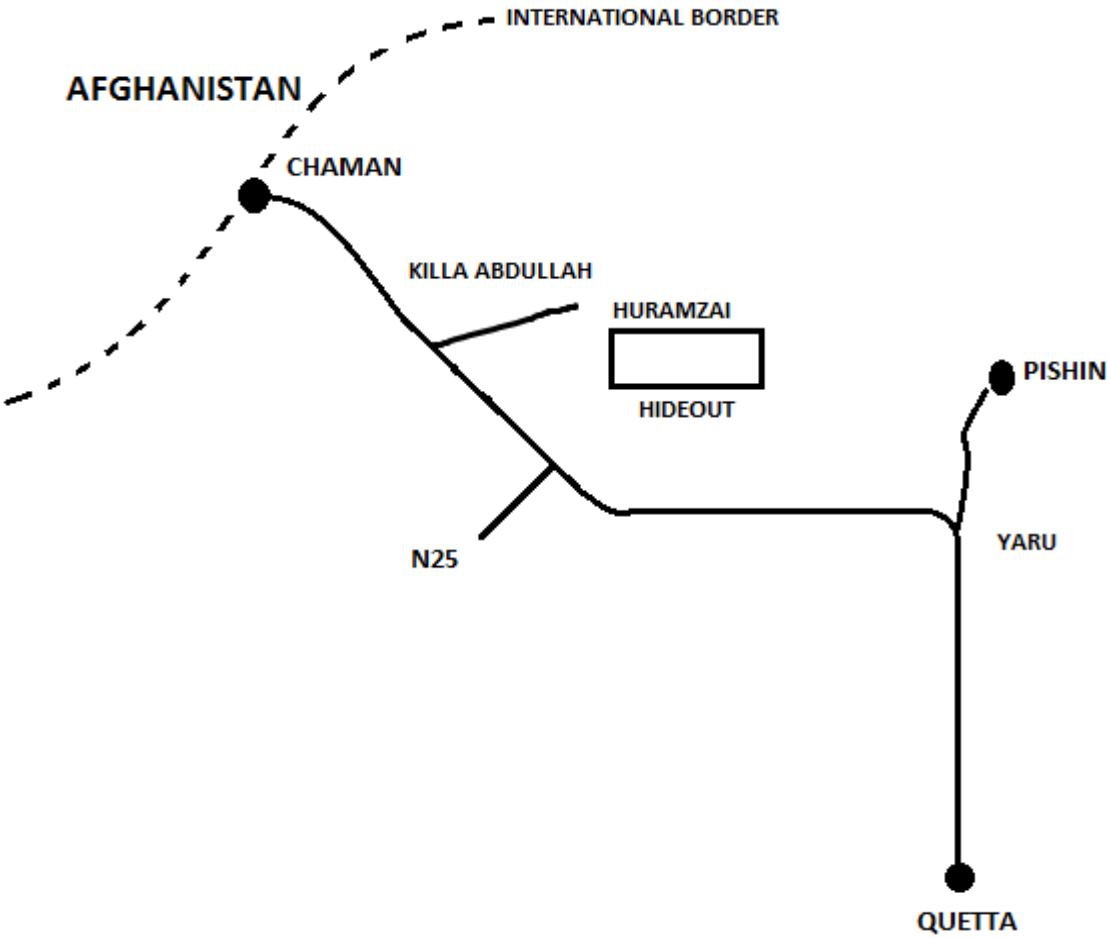 INTERNATIONAL BORDER
AFGHANISTAN
CHAMAN
KILLA ABDULLAH
HURAMZAI
HIDEOUT
PISHIN
N25
YARU
QUETTA